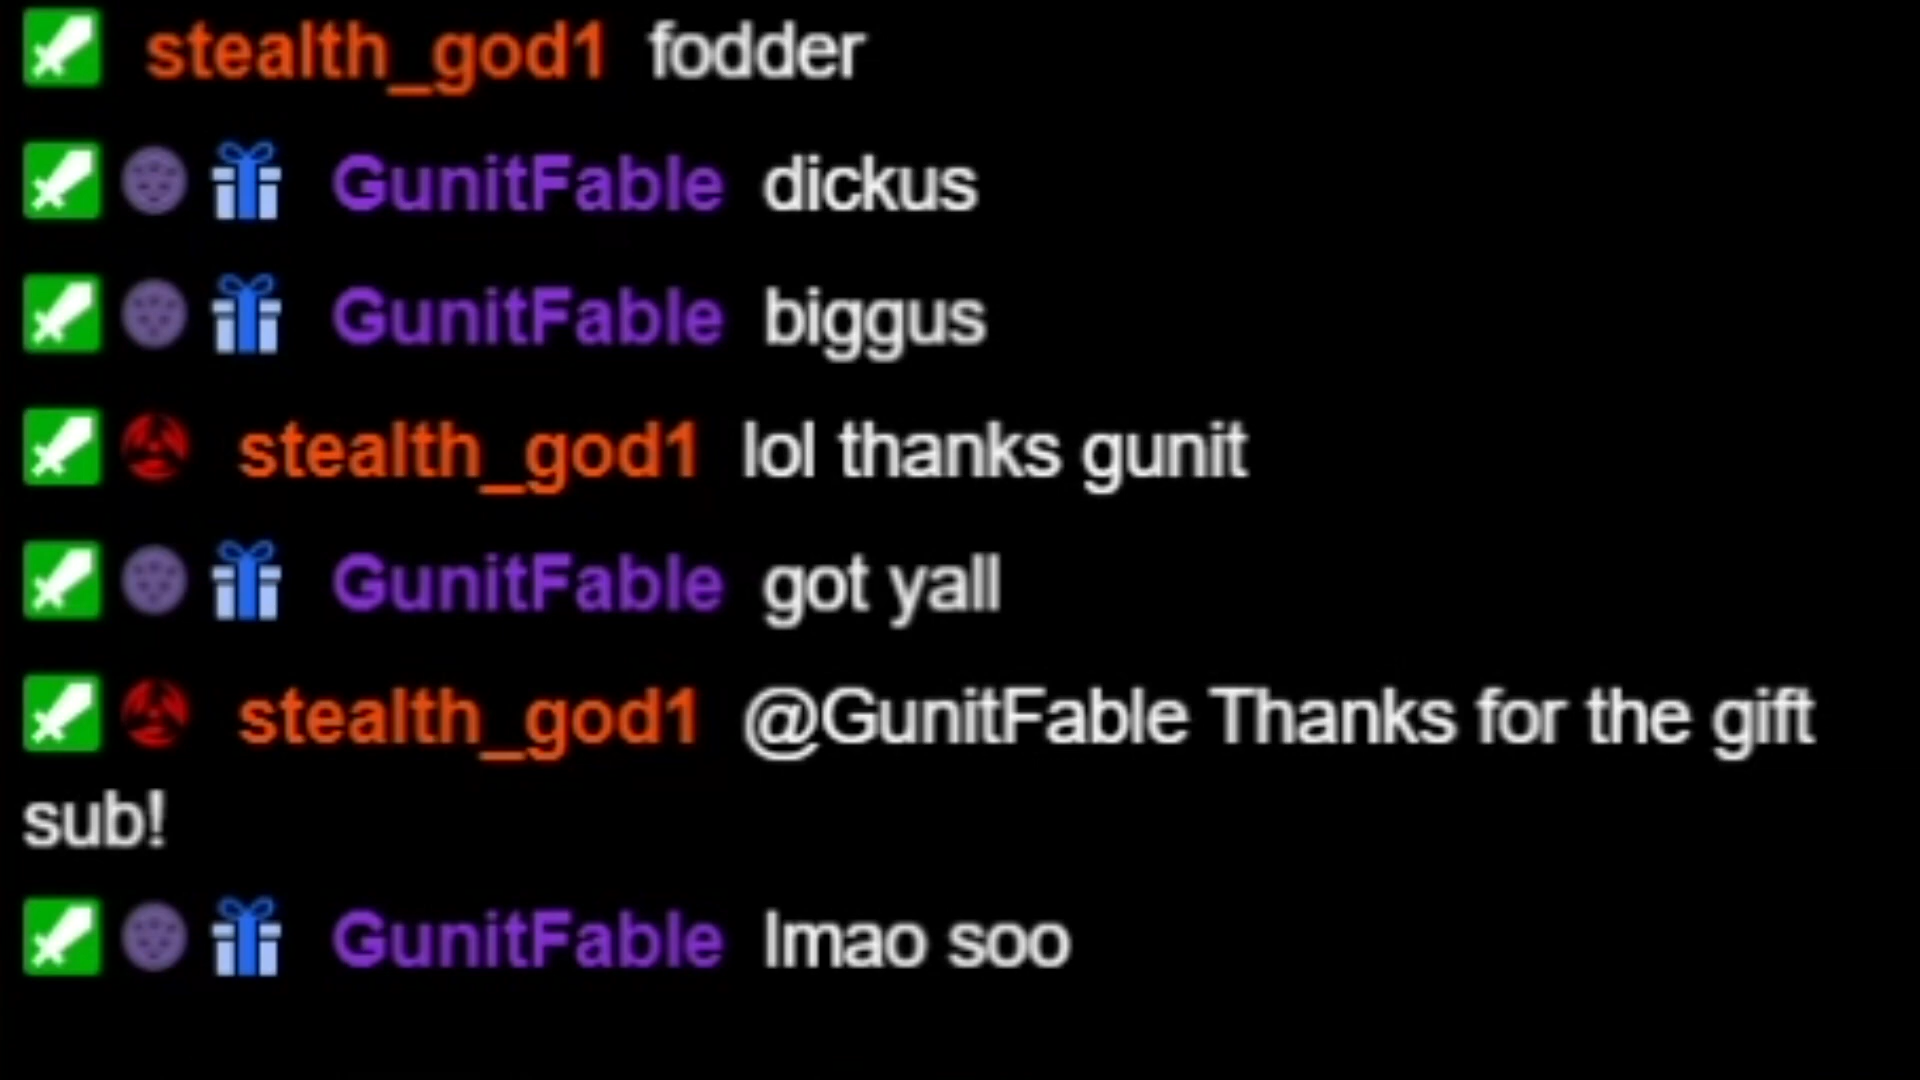 stealth_god1 fodder
GunitFable dickus
GunitFable biggus
stealth_god1 lol thanks gunit
GunitFable got yall
stealth_god1 @GunitFable Thanks for the gift
sub!
GunitFable lmao soo